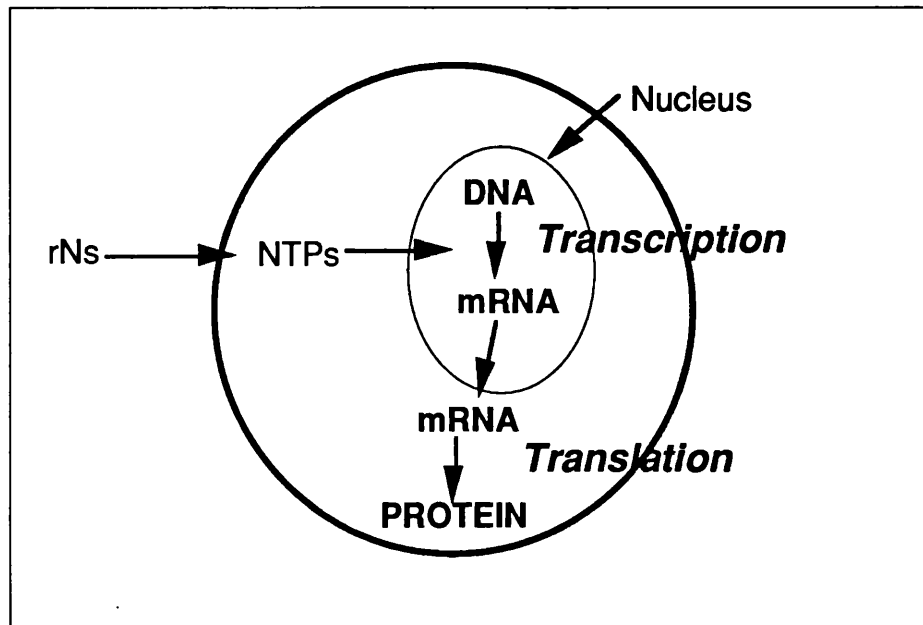 Nucleus
DNA
Transcription
rNs
NTPs
mRNA
mRNA
Translation
PROTEIN